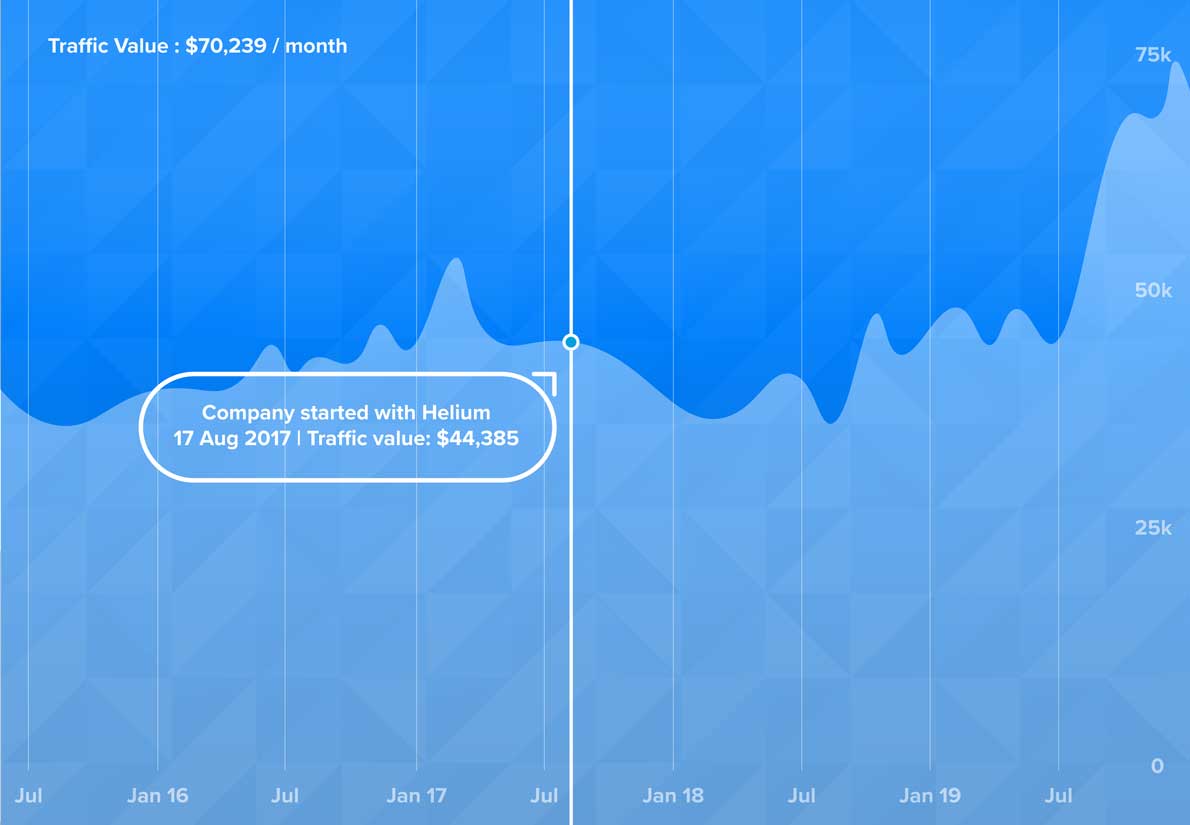 Traffic Value : $70,239 / month
75k
50k
Company started with Helium
17 Aug 2017 | Traffic value: $44,385
25k
0
Jul
Jan 16
Jul
Jan 17
Jul
Jan 18
Jul
Jan 19
Jul